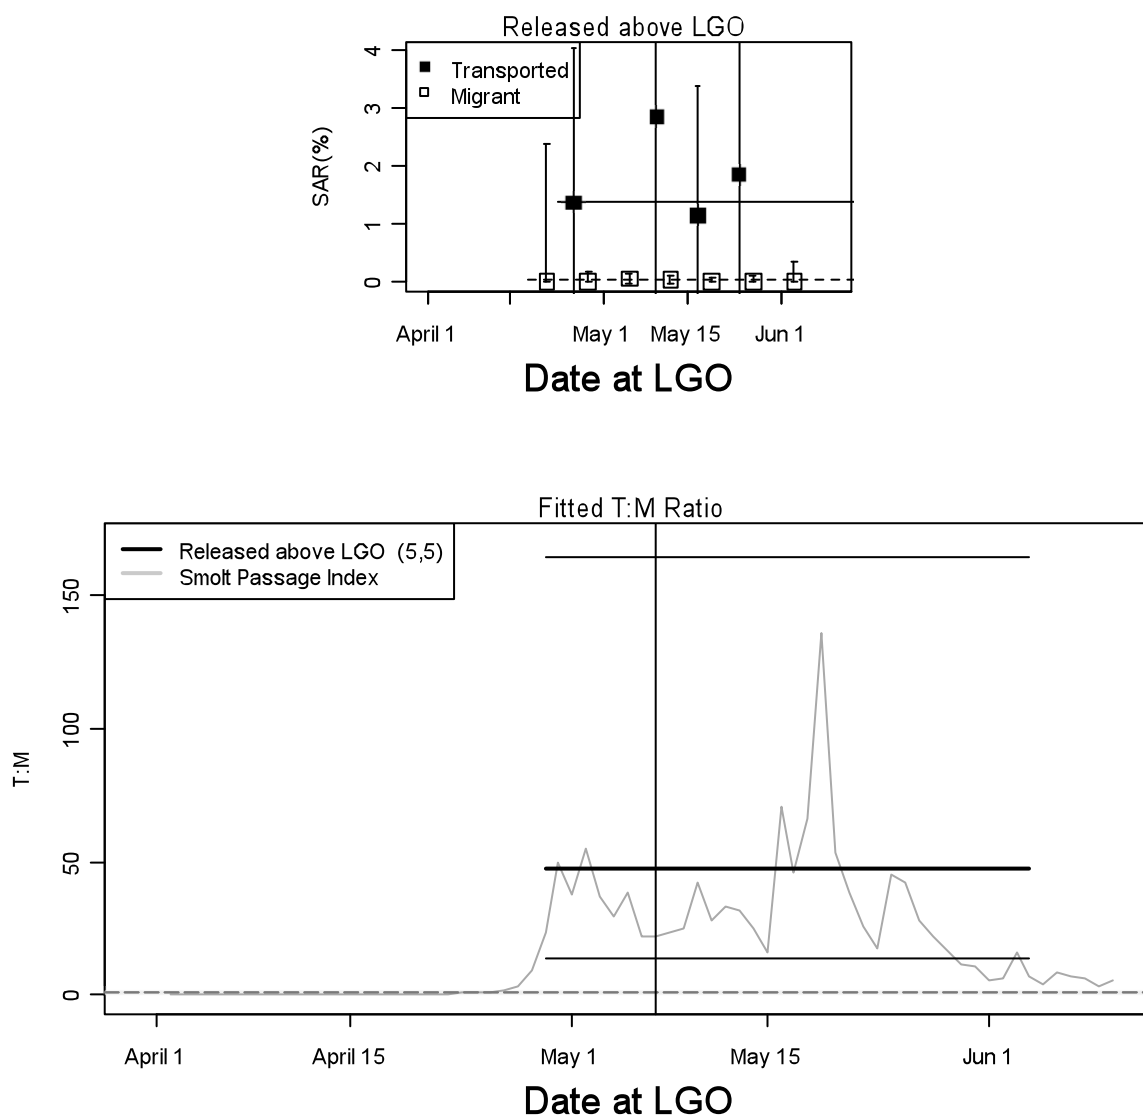 Released above LGO
Transported
Migrant
SAR(%)
4
3
2
1
0
April 1
May 1
May 15
Jun 1
Date at LGO
Fitted T:M Ratio
Released above LGO (5,5)
Smolt Passage Index
T:M
150
100
50
0
April 1
April 15
May 1
May 15
Jun 1
Date at LGO